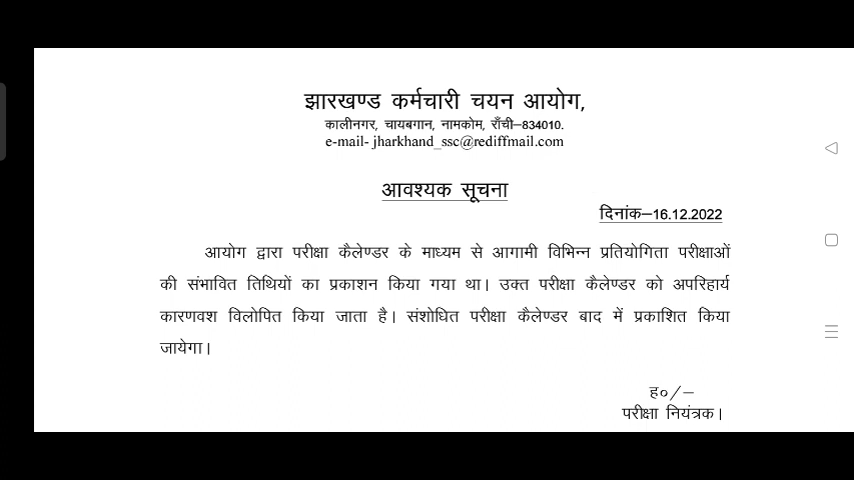 झारखण्ड कर्मचारी चयन आयोग,
कालीनगर, चायबगान, नामकोम, राँची–834010.
e-mail- jharkhand_ssc@rediffmail.com
आवश्यक सूचना
दिनांक–16.12.2022
आयोग द्वारा परीक्षा कैलेण्डर के माध्यम से आगामी विभिन्न प्रतियोगिता परीक्षाओं
की संभावित तिथियों का प्रकाशन किया गया था। उक्त परीक्षा कैलेण्डर को अपरिहार्य
कारणवश विलोपित किया जाता है। संशोधित परीक्षा कैलेण्डर बाद में प्रकाशित किया
जायेगा।
ह०/–
परीक्षा नियंत्रक।